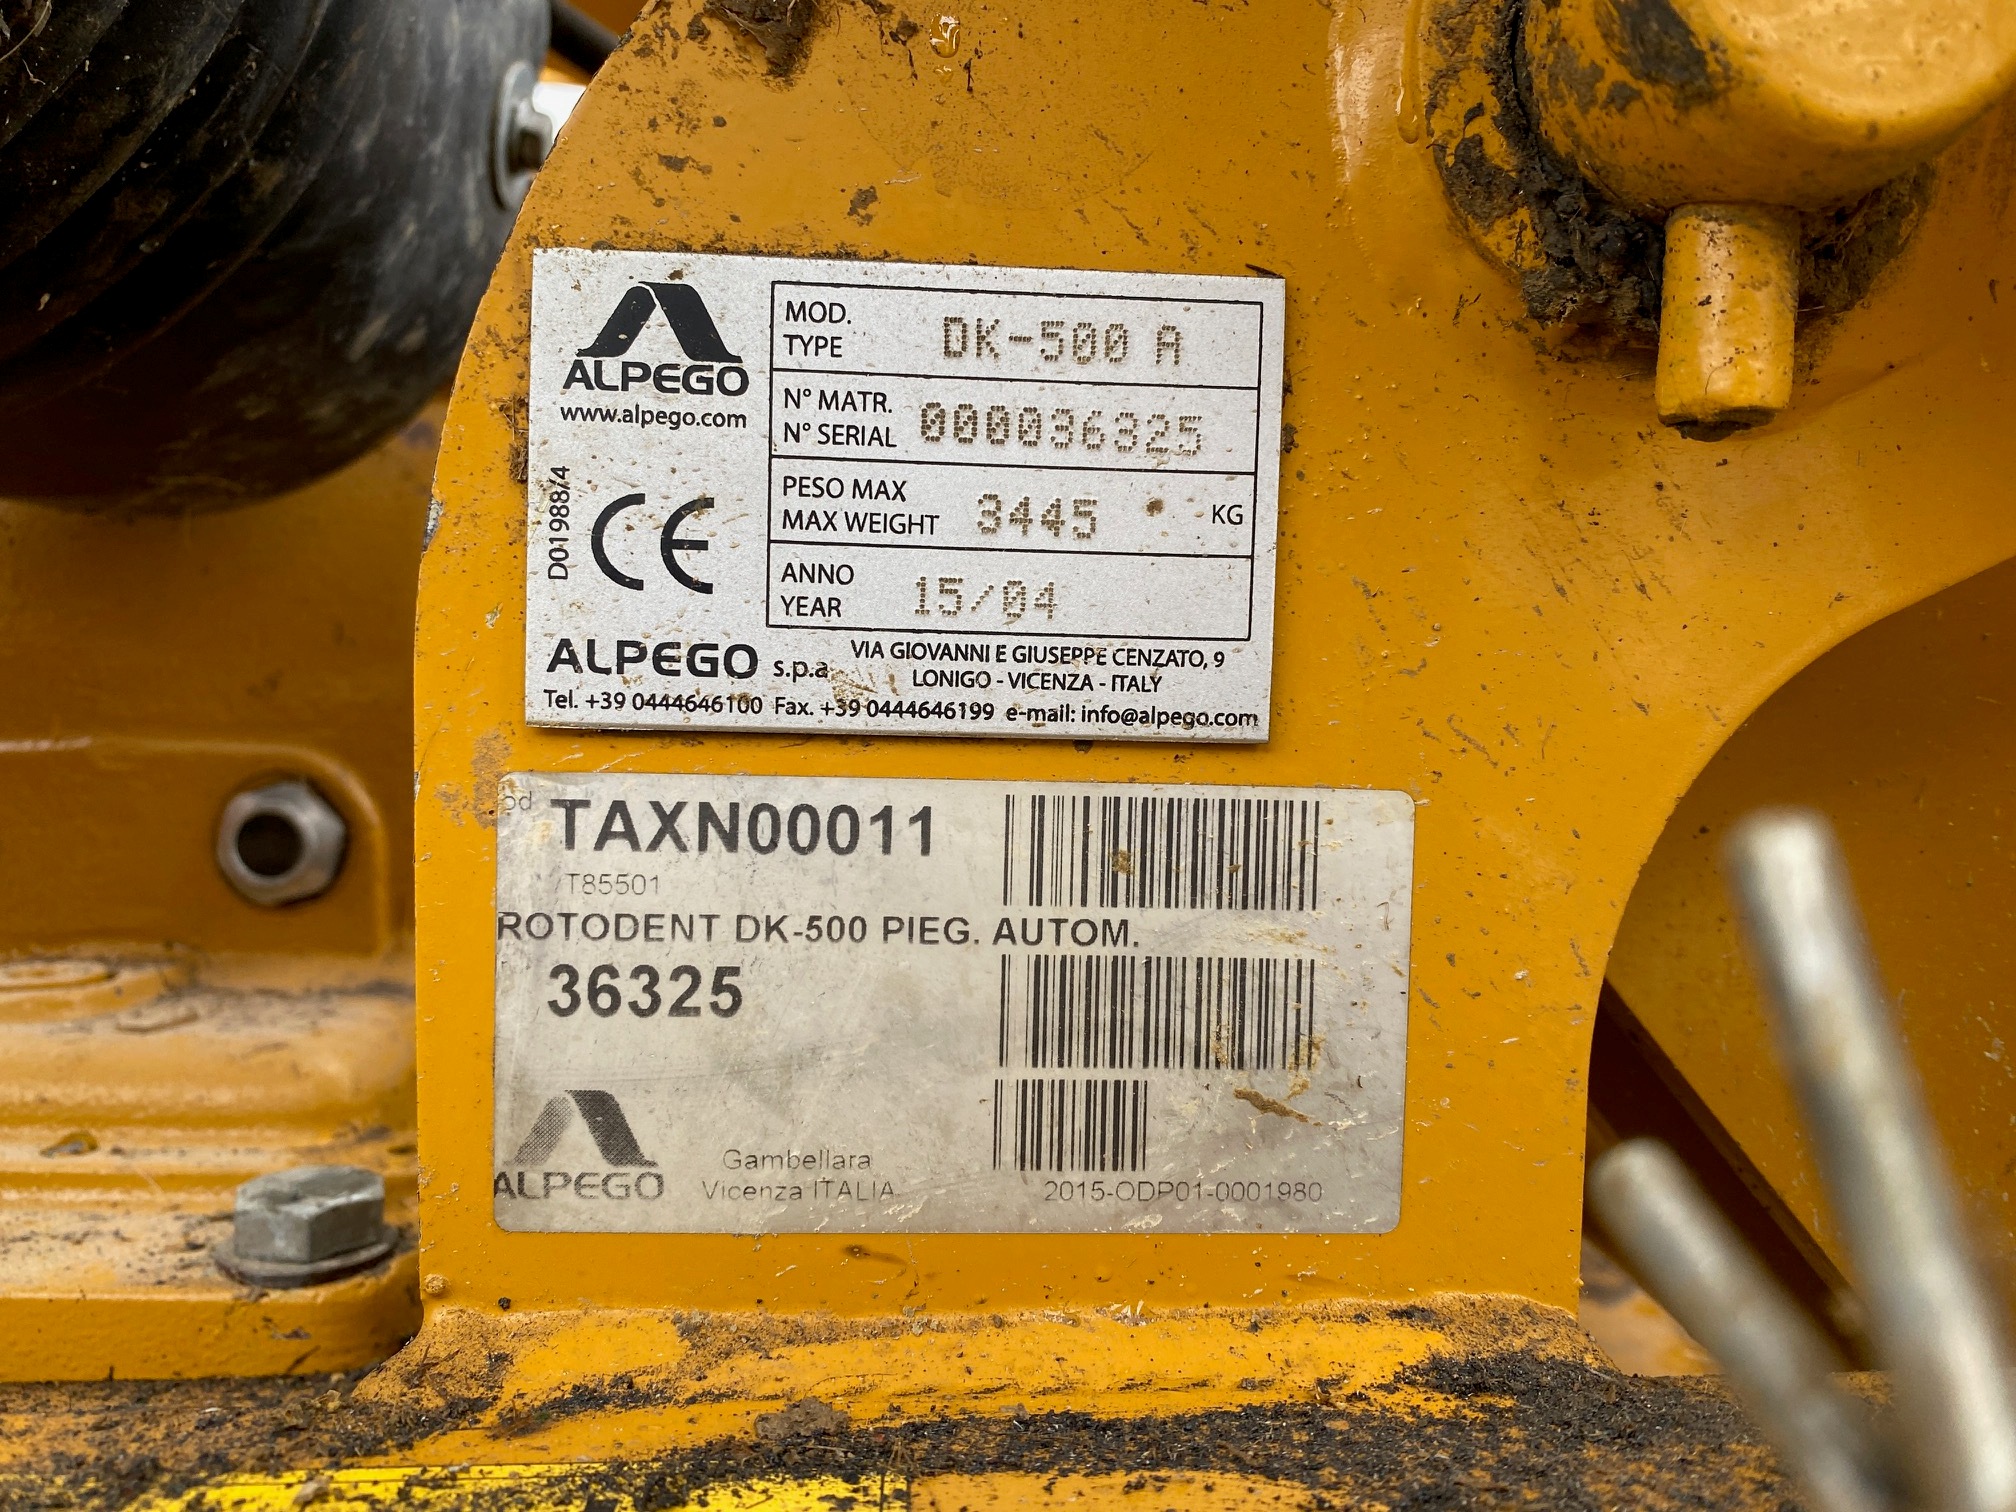 ALPEGO
www.alpego.com
MOD.
TYPE
DK-500 A
N° MATR.
N° SERIAL
000036325
PESO MAX
MAX WEIGHT
3445
KG
ANNO
YEAR
15/04
D01988/4
CE
ALPEGO s.p.a
VIA GIOVANNI E GIUSEPPE CENZATO, 9
LONIGO - VICENZA - ITALY
Tel. +39 0444646100 Fax. +39 0444646199 e-mail: info@alpego.com
TAXN00011
/T85501
ROTODENT DK-500 PIEG. AUTOM.
36325
ALPEGO
Gambellara
Vicenza ITALIA
2015-ODP01-0001980